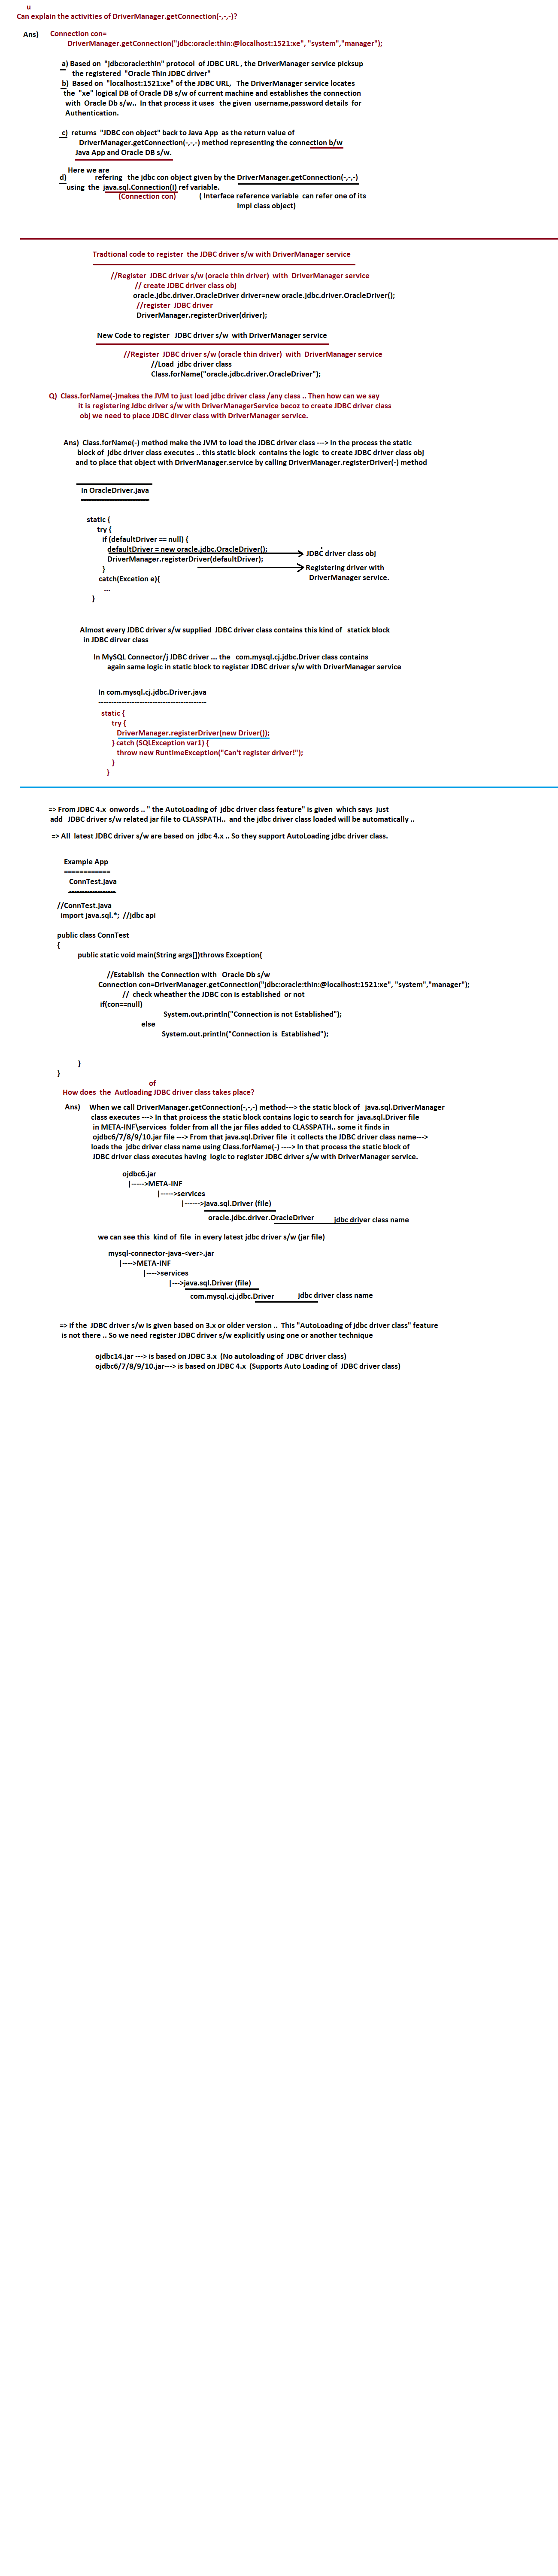 u
Can explain the activities of DriverManager.getConnection(-,-,-)?
Ans) Connection con=
DriverManager.getConnection("jdbc:oracle:thin:@localhost:1521:xe", "system","manager");
a) Based on "jdbc:oracle:thin" protocol of JDBC URL , the DriverManager service picksup
the registered "Oracle Thin JDBC driver"
b) Based on "localhost:1521:xe" of the JDBC URL, The DriverManager service locates
the "xe" logical DB of Oracle DB s/w of current machine and establishes the connection
with Oracle Db s/w.. In that process it uses the given username,password details for
Authentication.
c) returns "JDBC con object" back to Java App as the return value of
DriverManager.getConnection(-,-,-) method representing the connection b/w
Java App and Oracle DB s/w.
Here we are
d) refering the jdbc con object given by the DriverManager.getConnection(-,-,-)
using the java.sql.Connection(I) ref variable.
(Connection con) ( Interface reference variable can refer one of its
Impl class object)
Tradtional code to register the JDBC driver s/w with DriverManager service
//Register JDBC driver s/w (oracle thin driver) with DriverManager service
// create JDBC driver class obj
oracle.jdbc.driver.OracleDriver driver=new oracle.jdbc.driver.OracleDriver();
//register JDBC driver
DriverManager.registerDriver(driver);
New Code to register JDBC driver s/w with DriverManager service
//Register JDBC driver s/w (oracle thin driver) with DriverManager service
//Load jdbc driver class
Class.forName("oracle.jdbc.driver.OracleDriver");
Q) Class.forName(-)makes the JVM to just load jdbc driver class /any class .. Then how can we say
it is registering Jdbc driver s/w with DriverManagerService becoz to create JDBC driver class
obj we need to place JDBC driver class with DriverManager service.
Ans) Class.forName(-) method make the JVM to load the JDBC driver class ---> In the process the static
block of jdbc driver class executes .. this static block contains the logic to create JDBC driver class obj
and to place that object with DriverManager.service by calling DriverManager.registerDriver(-) method
In OracleDriver.java
static {
try {
if (defaultDriver == null) {
defaultDriver = new oracle.jdbc.OracleDriver(); JDBC driver class obj
DriverManager.registerDriver(defaultDriver);
} Registering driver with
catch(Excetion e){ DriverManager service.
...
}
Almost every JDBC driver s/w supplied JDBC driver class contains this kind of statick block
in JDBC dirver class
In MySQL Connector/j JDBC driver ... the com.mysql.cj.jdbc.Driver class contains
again same logic in static block to register JDBC driver s/w with DriverManager service
In com.mysql.cj.jdbc.Driver.java
------------------------------------------
static {
try {
DriverManager.registerDriver(new Driver());
} catch (SQLException var1) {
throw new RuntimeException("Can't register driver!");
}
}
=> From JDBC 4.x onwords .. " the AutoLoading of jdbc driver class feature" is given which says just
add JDBC driver s/w related jar file to CLASSPATH.. and the jdbc driver class loaded will be automatically ..
=> All latest JDBC driver s/w are based on jdbc 4.x .. So they support AutoLoading jdbc driver class.
Example App
============
ConnTest.java
-------------------
//ConnTest.java
import java.sql.*; //jdbc api
public class ConnTest
{
public static void main(String args[])throws Exception{
//Establish the Connection with Oracle Db s/w
Connection con=DriverManager.getConnection("jdbc:oracle:thin:@localhost:1521:xe", "system","manager");
// check wheather the JDBC con is established or not
if(con==null)
System.out.println("Connection is not Established");
else
System.out.println("Connection is Established");
}
}
of
How does the Autloading JDBC driver class takes place?
Ans) When we call DriverManager.getConnection(-,-,-) method---> the static block of java.sql.DriverManager
class executes ---> In that proicess the static block contains logic to search for java.sql.Driver file
in META-INF\services folder from all the jar files added to CLASSPATH.. some it finds in
ojdbc6/7/8/9/10.jar file ---> From that java.sql.Driver file it collects the JDBC driver class name--->
loads the jdbc driver class name using Class.forName(-) ----> In that process the static block of
JDBC driver class executes having logic to register JDBC driver s/w with DriverManager service.
ojdbc6.jar
|----->META-INF
|----->services
|------>java.sql.Driver (file)
oracle.jdbc.driver.OracleDriver jdbc driver class name
we can see this kind of file in every latest jdbc driver s/w (jar file)
mysql-connector-java-<ver>.jar
|---->META-INF
|---->services
|--->java.sql.Driver (file)
com.mysql.cj.jdbc.Driver jdbc driver class name
=> if the JDBC driver s/w is given based on 3.x or older version .. This "AutoLoading of jdbc driver class" feature
is not there .. So we need register JDBC driver s/w explicitly using one or another technique
ojdbc14.jar ---> is based on JDBC 3.x (No autoloading of JDBC driver class)
ojdbc6/7/8/9/10.jar---> is based on JDBC 4.x (Supports Auto Loading of JDBC driver class)